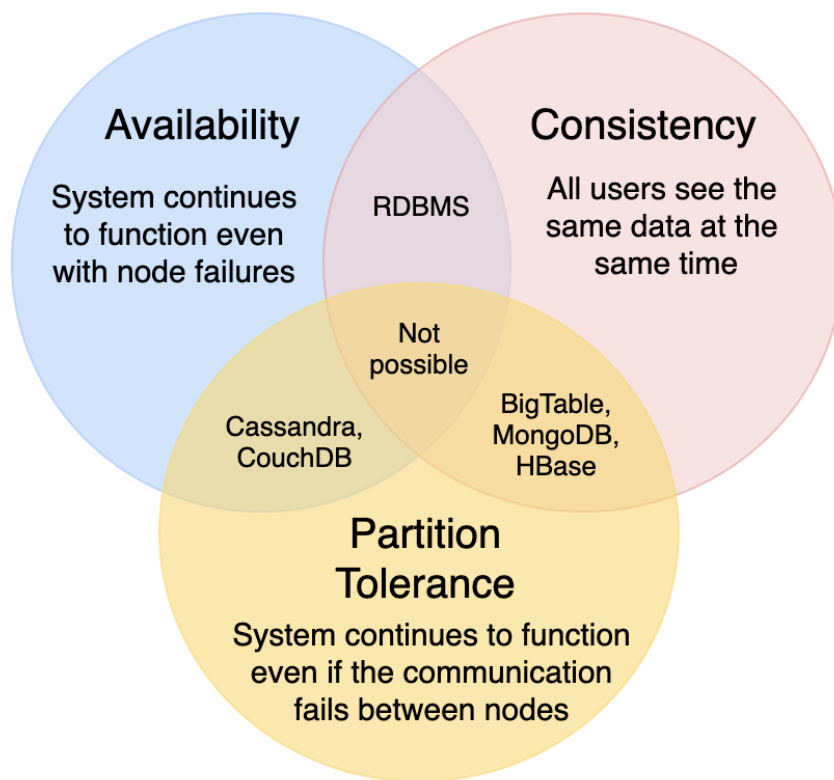 Availability
System continues
to function even
with node failures
Consistency
All users see the
same data at the
same time
RDBMS
Not
possible
Cassandra,
CouchDB
BigTable,
MongoDB,
HBase
Partition
Tolerance
System continues to function
even if the communication
fails between nodes